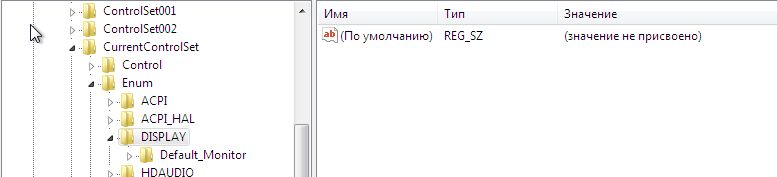 ControlSet001
ControlSet002
CurrentControlSet
Control
Enum
ACPI
ACPI_HAL
DISPLAY
Default_Monitor
HDAUDIO
Имя Тип Значение
ab (По умолчанию) REG_SZ (значение не присвоено)